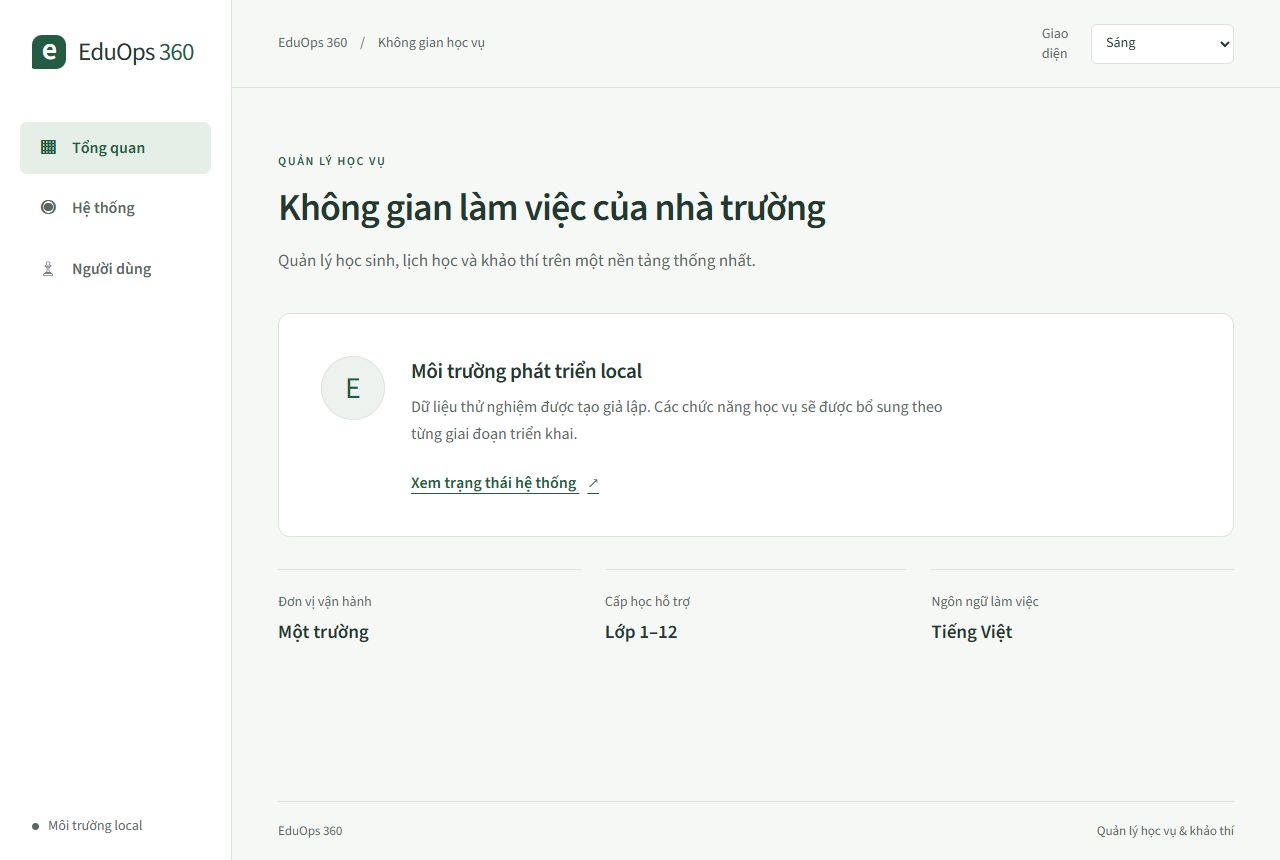 e EduOps 360
Tổng quan
Hệ thống
Người dùng
Môi trường local
EduOps 360 / Không gian học vụ
Giao
diện
Sáng
QUẢN LÝ HỌC VỤ
Không gian làm việc của nhà trường
Quản lý học sinh, lịch học và khảo thí trên một nền tảng thống nhất.
E
Môi trường phát triển local
Dữ liệu thử nghiệm được tạo giả lập. Các chức năng học vụ sẽ được bổ sung theo
từng giai đoạn triển khai.
Xem trạng thái hệ thống ↗
Đơn vị vận hành
Một trường
Cấp học hỗ trợ
Lớp 1–12
Ngôn ngữ làm việc
Tiếng Việt
EduOps 360
Quản lý học vụ & khảo thí